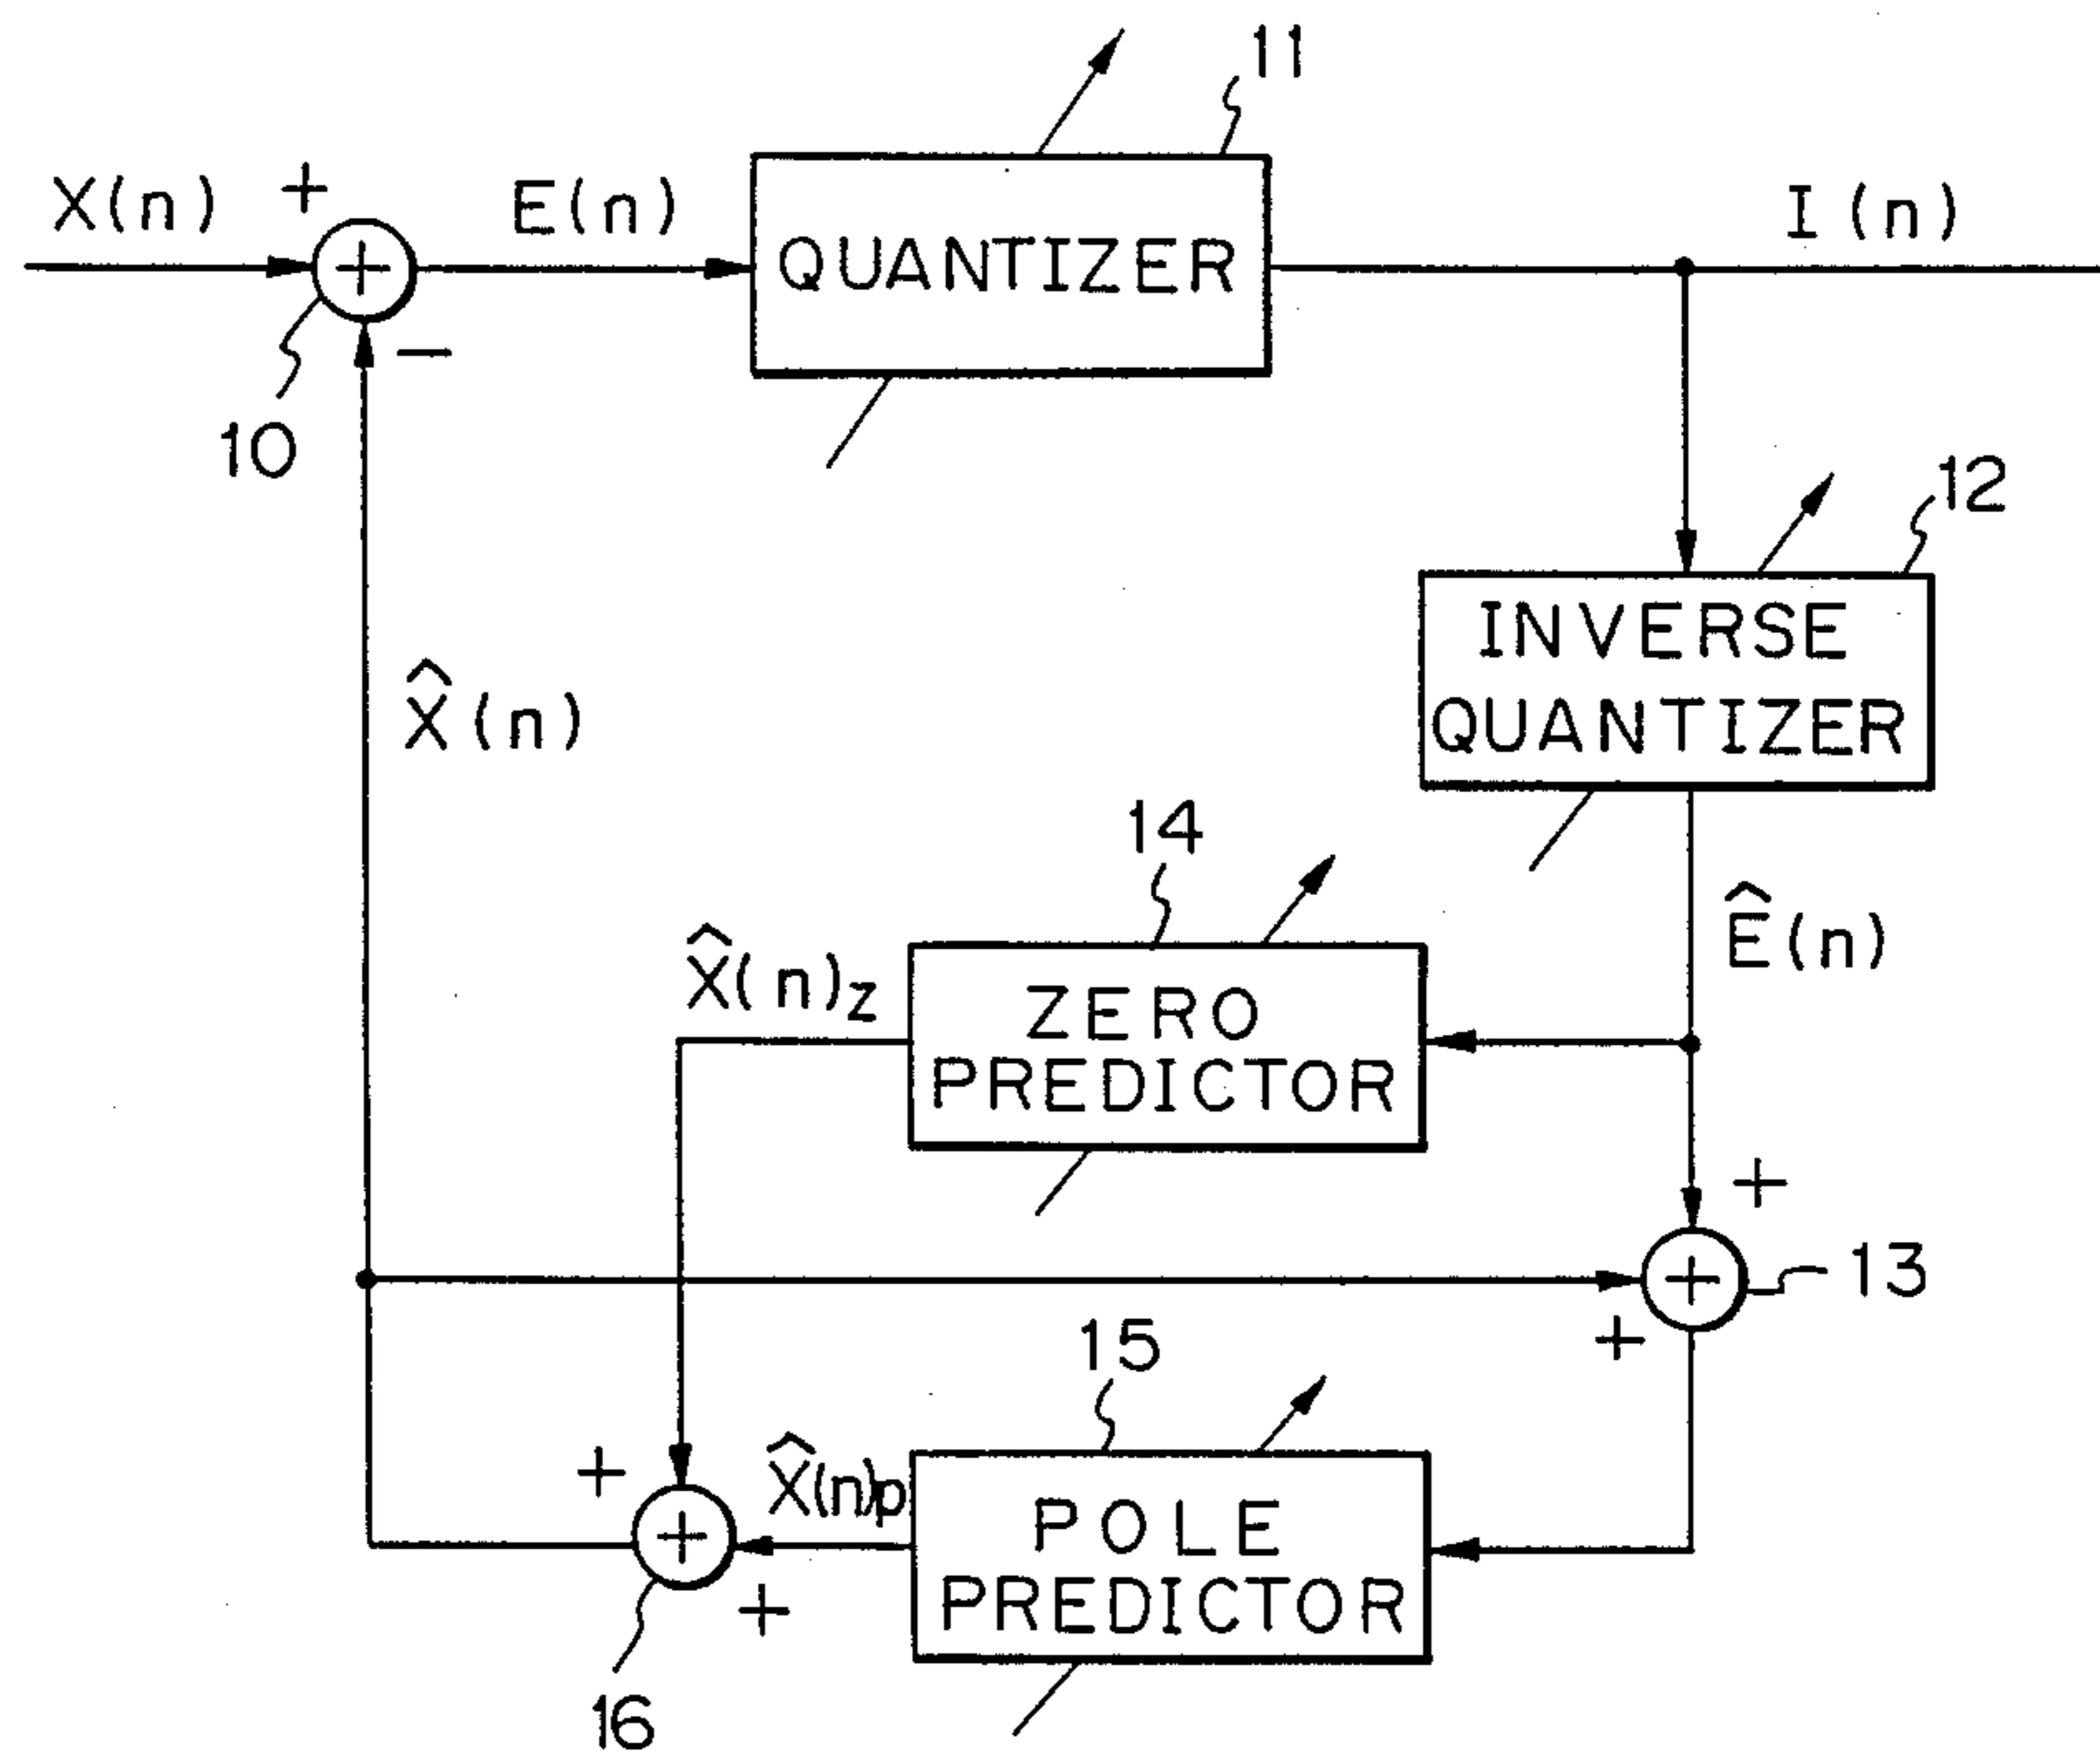 11
X(n) + E(n) I(n)
QUANTIZER
+
−
10
12
INVERSE
QUANTIZER
X̂(n)
14
Ê(n)
X̂(n)z
ZERO
PREDICTOR
+
+ 13
+
15
+ X̂(n)p
POLE
+
PREDICTOR
+
16